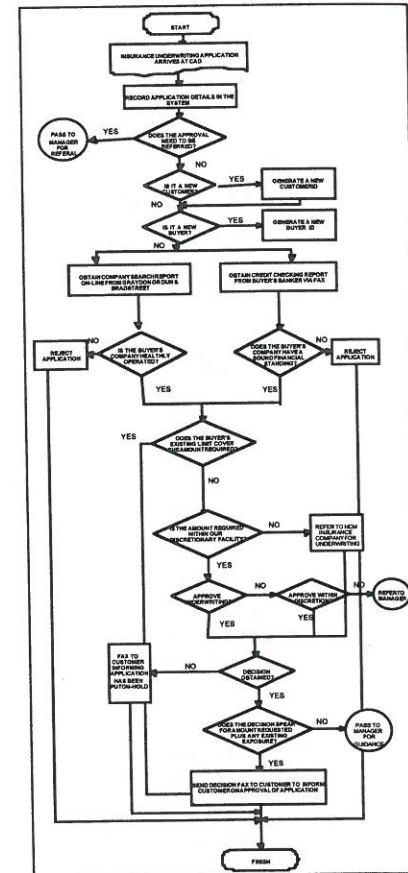 START
INSURANCE UNDERWRITING APPLICATION
ARRIVES AT CAD
RECORD APPLICATION DETAILS IN THE
SYSTEM
PASS TO
MANAGER
FOR
REFERAL
YES
DOES THE APPROVAL
NEED TO BE
REFERRED?
NO
IS IT A NEW
CUSTOMER?
YES
GENERATE A NEW
CUSTOMERID
NO
IS IT A NEW
BUYER?
YES
GENERATE A NEW
BUYER ID
NO
OBTAIN COMPANY SEARCH REPORT
ON-LINE FROM GRAYDON OR DUN &
BRADSTREET
OBTAIN CREDIT CHECKING REPORT
FROM BUYER'S BANKER VIA FAX
REJECT
APPLICATION
NO
IS THE BUYER'S
COMPANY HEALTHLY
OPERATED?
YES
DOES THE BUYER'S
COMPANY HAVE A
SOUND FINANCIAL
STANDING?
NO
REJECT
APPLICATION
YES
YES
DOES THE BUYER'S
EXISTING LIMIT COVER
THE AMOUNT REQUIRED?
NO
IS THE AMOUNT REQUIRED
WITHIN OUR
DISCRETIONARY FACILITY?
NO
REFER TO NCM
INSURANCE
COMPANY FOR
UNDERWRITING
YES
APPROVE
UNDERWRITING?
NO
APPROVE WITHIN
DISCRETION?
NO
REFER TO
MANAGER
YES
YES
FAX TO
CUSTOMER
INFORMING
APPLICATION
HAS BEEN
PUT ON-HOLD
NO
DECISION
OBTAINED?
YES
DOES THE DECISION
FOR AMOUNT REQUESTED
PLUS ANY EXISTING
EXPOSURE?
NO
PASS TO
MANAGER
FOR
GUIDANCE
YES
SEND DECISION FAX TO CUSTOMER TO INFORM
CUSTOMER ON APPROVAL OF APPLICATION
FINISH